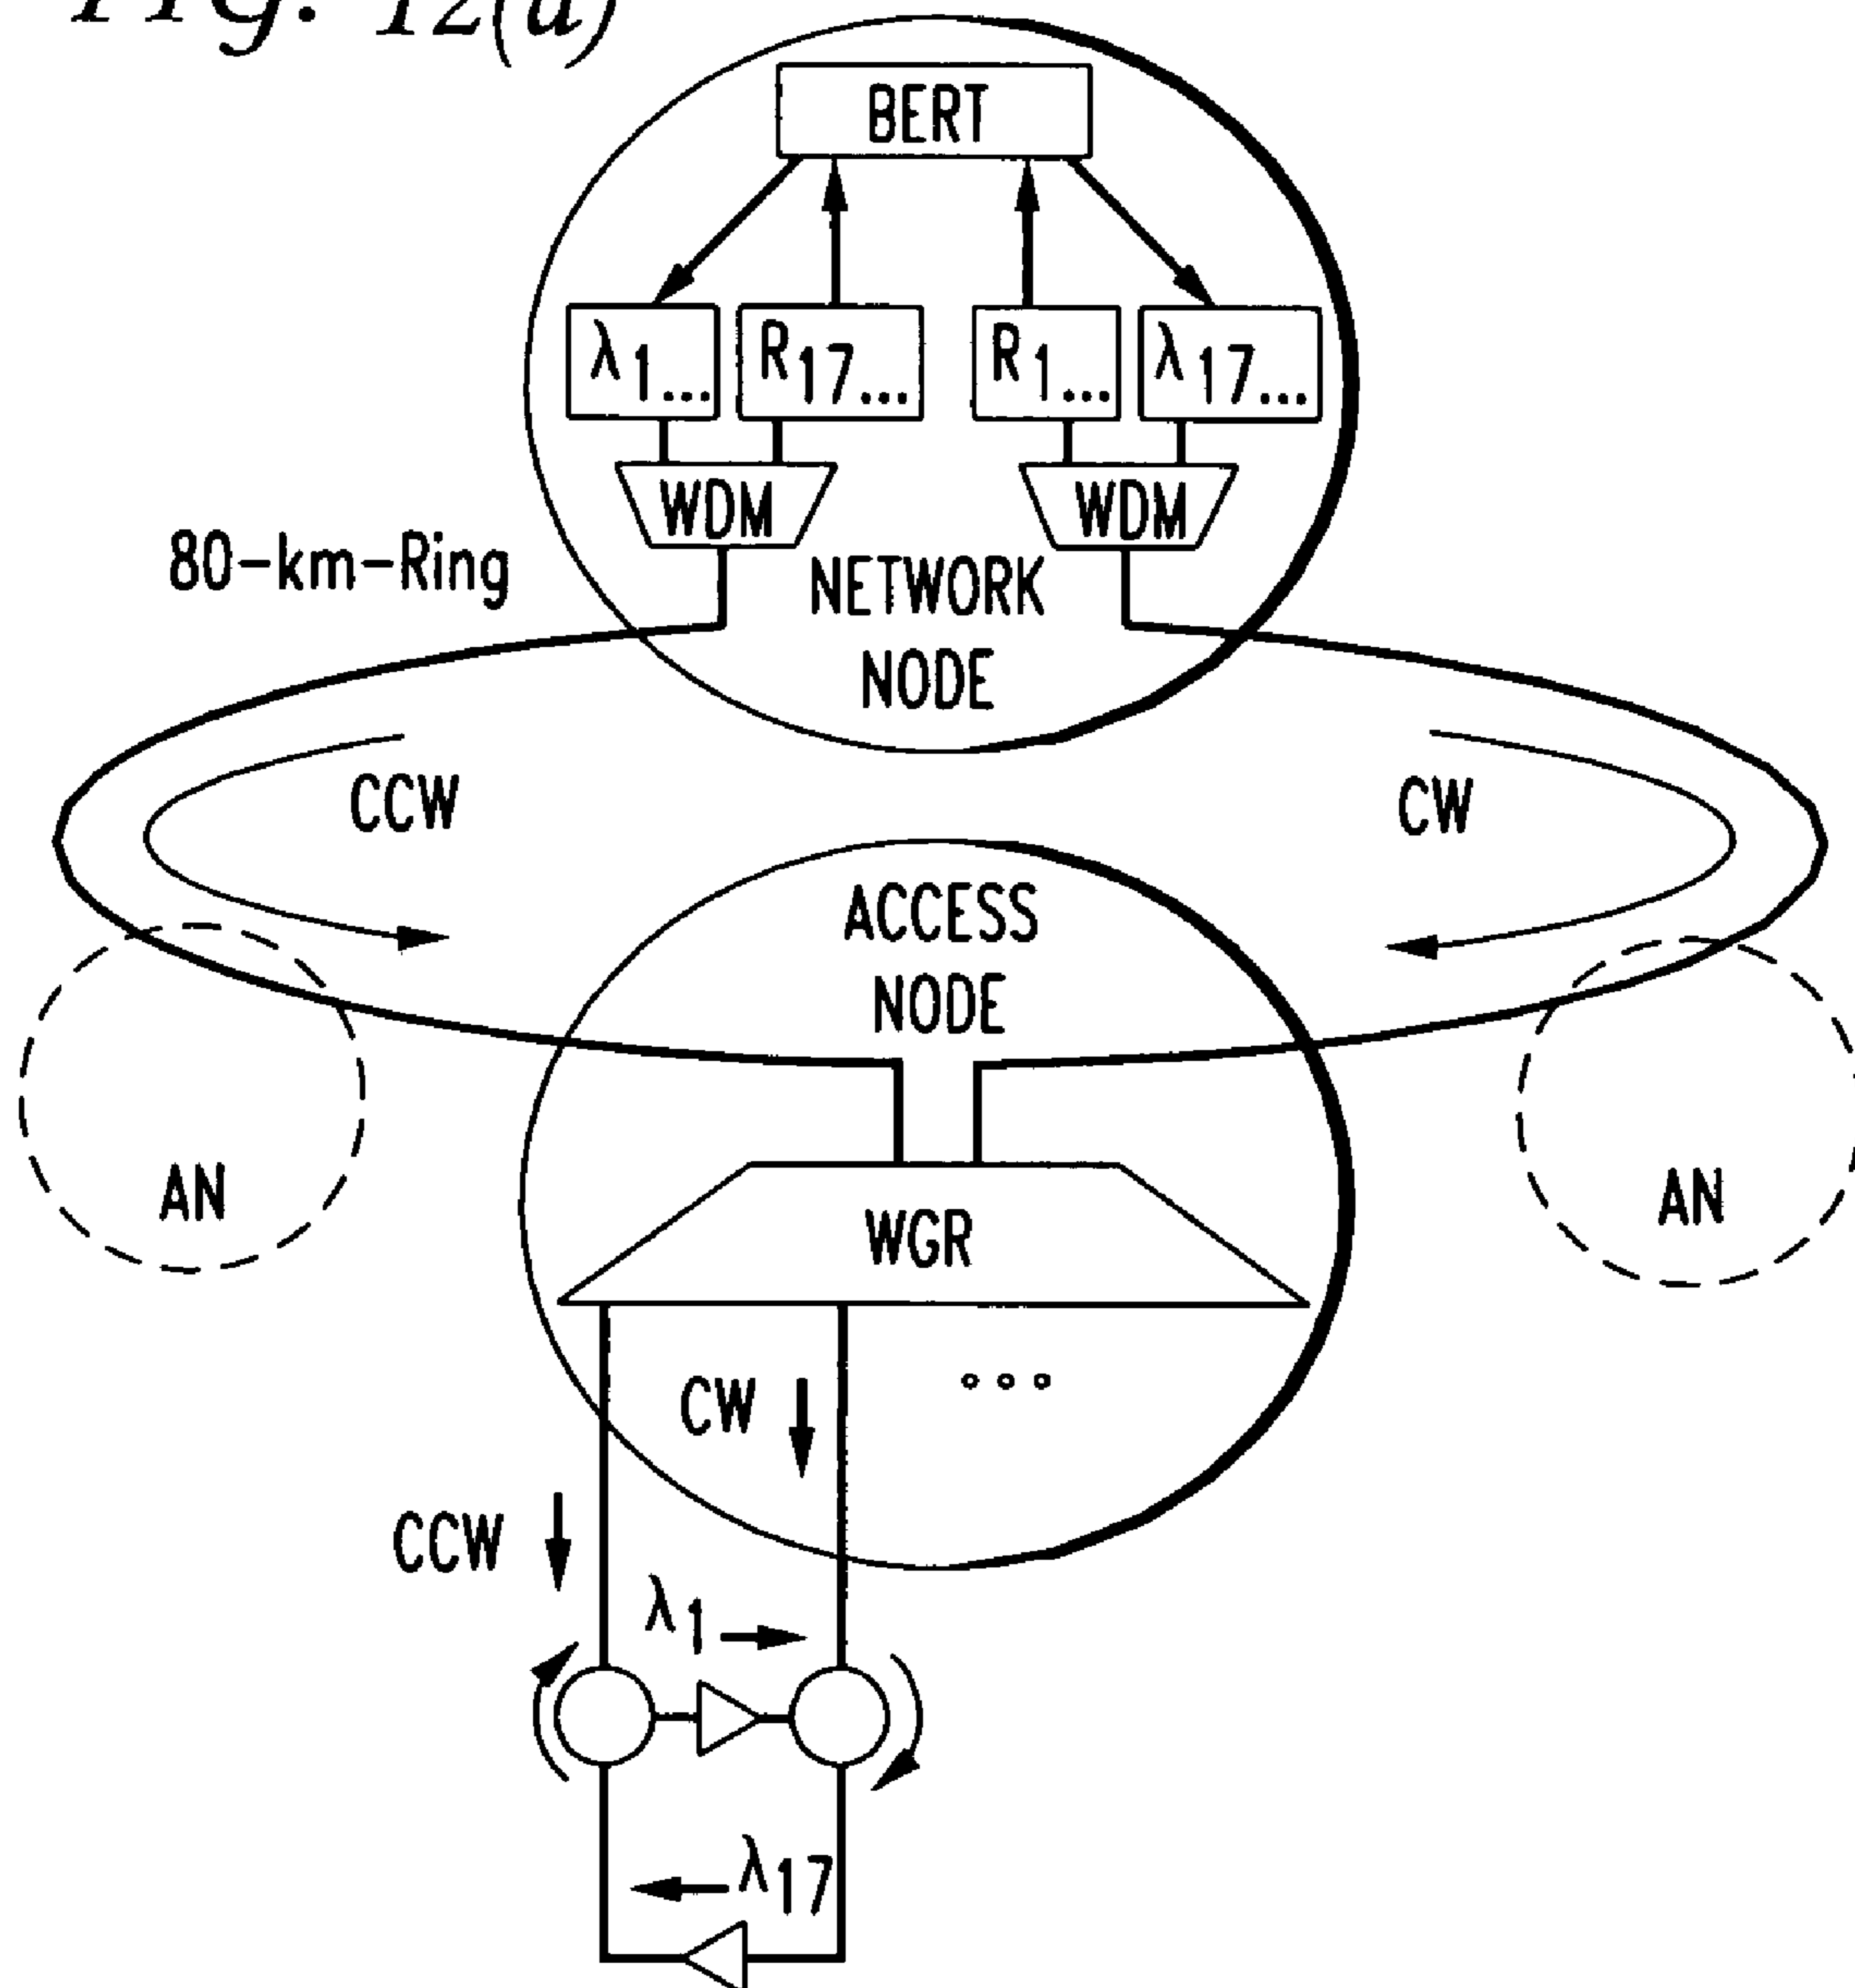 Fig. 12(a)
BERT
λ1... R17... R1... λ17...
WDM WDM
80-km-Ring
NETWORK
NODE
CCW CW
ACCESS
NODE
AN AN
WGR
CW
CCW
λ1
λ17